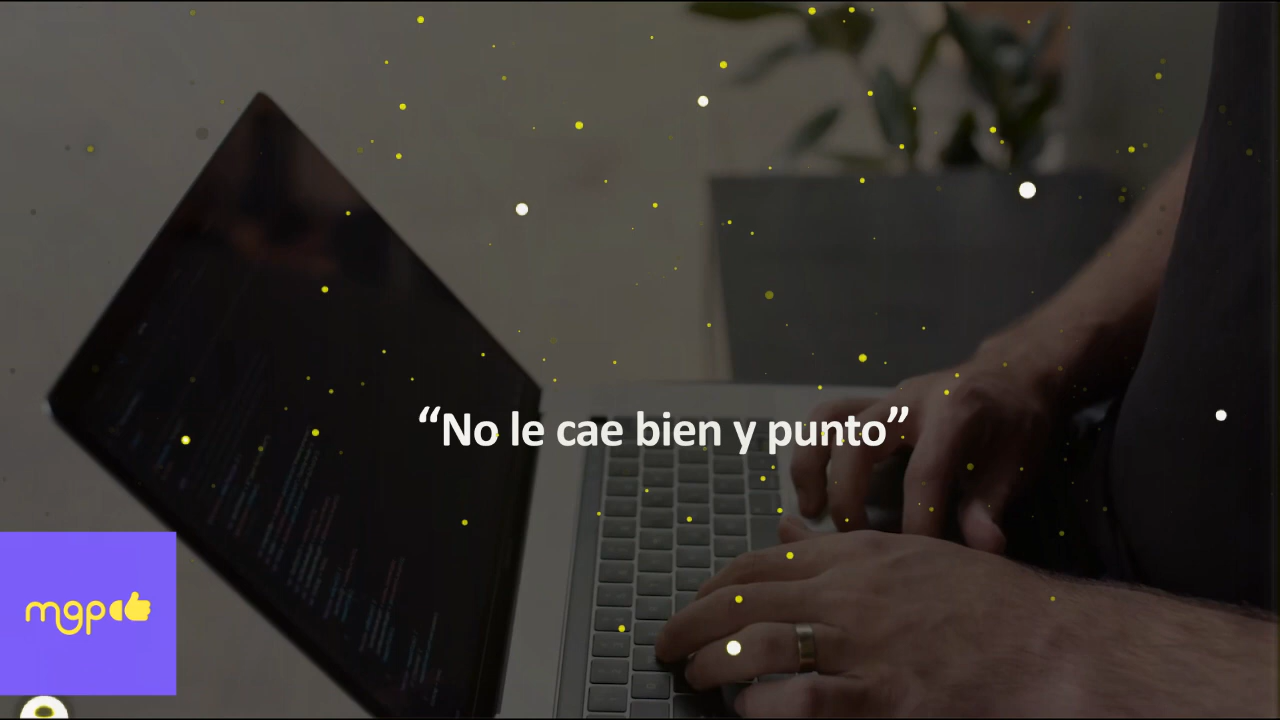 “No le cae bien y punto”
mgp